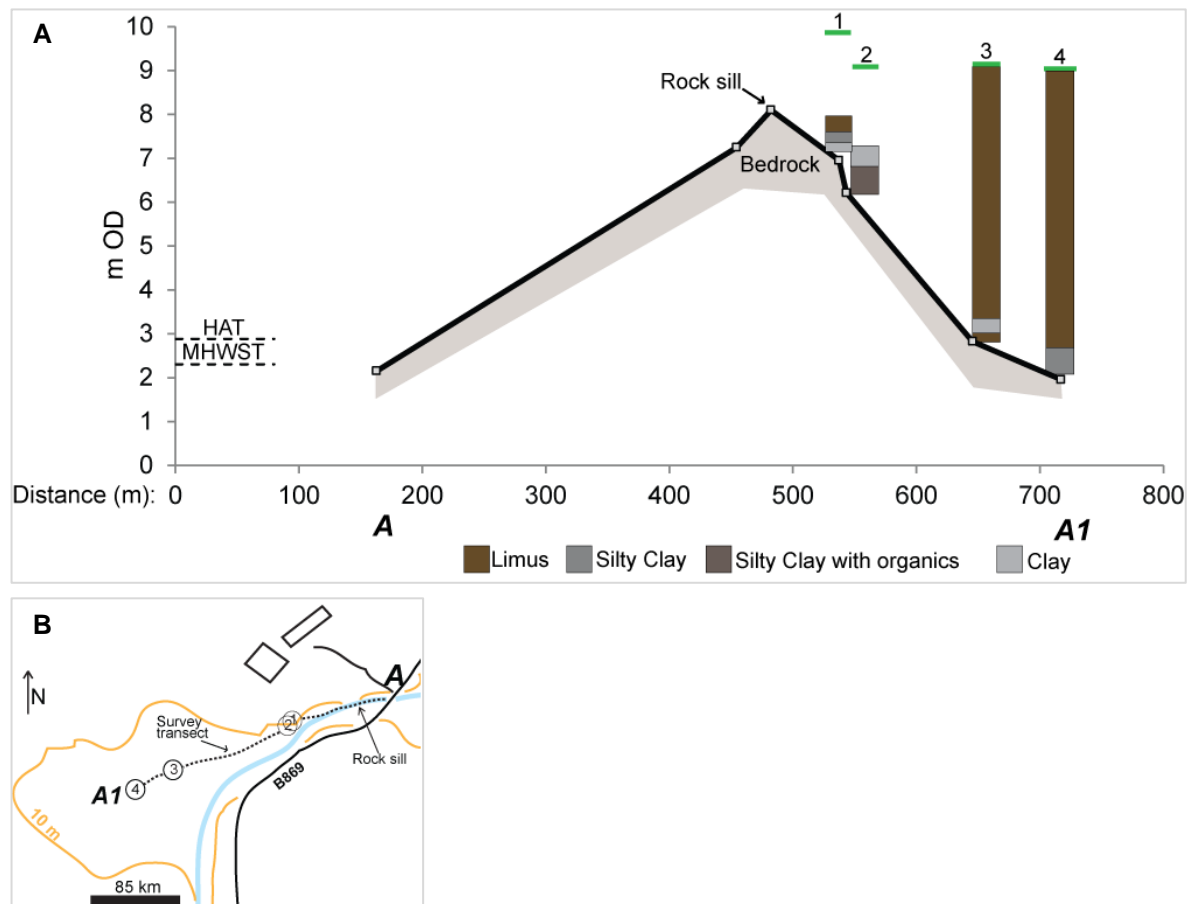 A
10
9
8
7
6
5
4
3
2
1
0
m OD
1
2
3
4
Rock sill
Bedrock
HAT
MHWST
Distance (m): 0 100 200 300 400 500 600 700 800
A
A1
Limus Silty Clay Silty Clay with organics Clay
B
N
A
Survey
transect
1
2
3
4
A1
Rock sill
B869
10 m
85 km